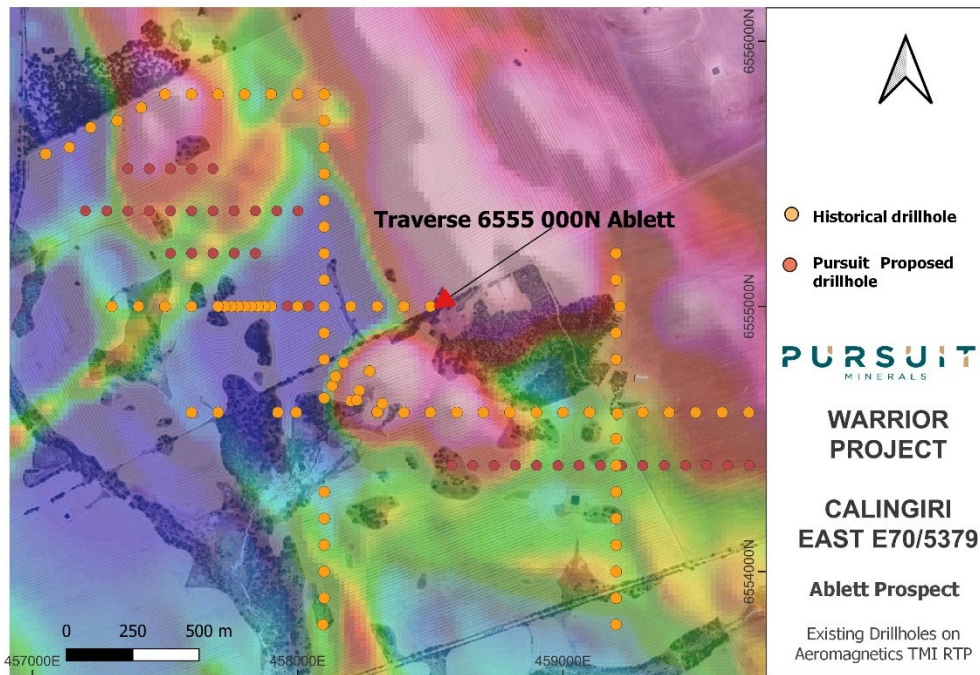 6556000N
Traverse 6555 000N Ablett
6555000N
6554000N
0 250 500 m
457000E
458000E
459000E
Historical drillhole
Pursuit Proposed
drillhole
PURSUIT
MINERALS
WARRIOR
PROJECT
CALINGIRI
EAST E70/5379
Ablett Prospect
Existing Drillholes on
Aeromagnetics TMI RTP